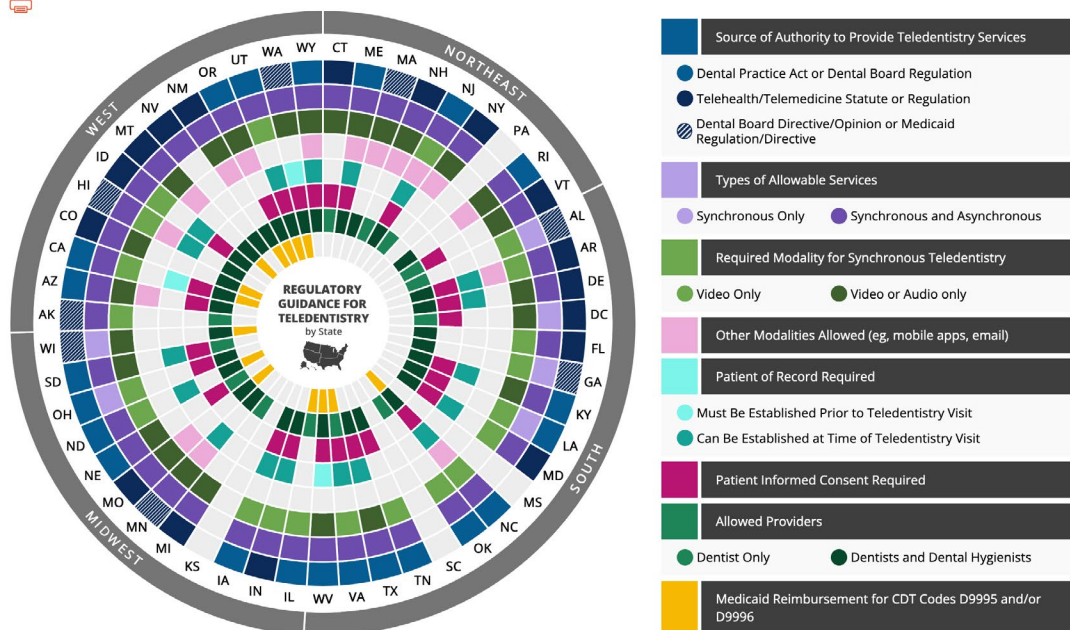 WEST
NORTHEAST
SOUTH
MIDWEST
WY
CT
ME
MA
NH
NJ
NY
PA
RI
VT
AL
AR
DE
DC
FL
GA
KY
LA
MD
MS
NC
OK
SC
TN
TX
VA
WV
IL
IN
IA
KS
MI
MN
MO
NE
ND
OH
SD
WI
AK
AZ
CA
CO
HI
ID
MT
NV
NM
OR
UT
WA
REGULATORY
GUIDANCE FOR
TELEDENTISTRY
by State
Source of Authority to Provide Teledentistry Services
Dental Practice Act or Dental Board Regulation
Telehealth/Telemedicine Statute or Regulation
Dental Board Directive/Opinion or Medicaid
Regulation/Directive
Types of Allowable Services
Synchronous Only
Synchronous and Asynchronous
Required Modality for Synchronous Teledentistry
Video Only
Video or Audio only
Other Modalities Allowed (eg, mobile apps, email)
Patient of Record Required
Must Be Established Prior to Teledentistry Visit
Can Be Established at Time of Teledentistry Visit
Patient Informed Consent Required
Allowed Providers
Dentist Only
Dentists and Dental Hygienists
Medicaid Reimbursement for CDT Codes D9995 and/or
D9996